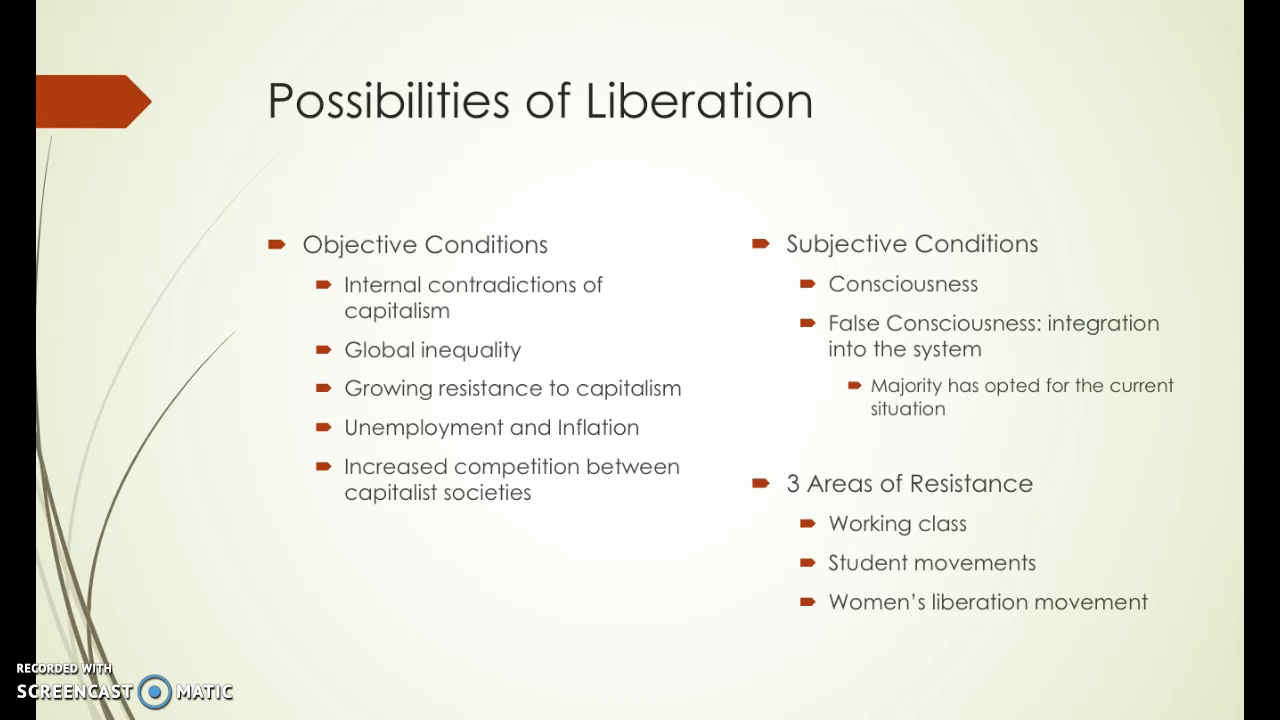 Possibilities of Liberation
Objective Conditions
Internal contradictions of
capitalism
Global inequality
Growing resistance to capitalism
Unemployment and Inflation
Increased competition between
capitalist societies
Subjective Conditions
Consciousness
False Consciousness: integration
into the system
Majority has opted for the current
situation
3 Areas of Resistance
Working class
Student movements
Women’s liberation movement
RECORDED WITH
SCREENCAST MATIC